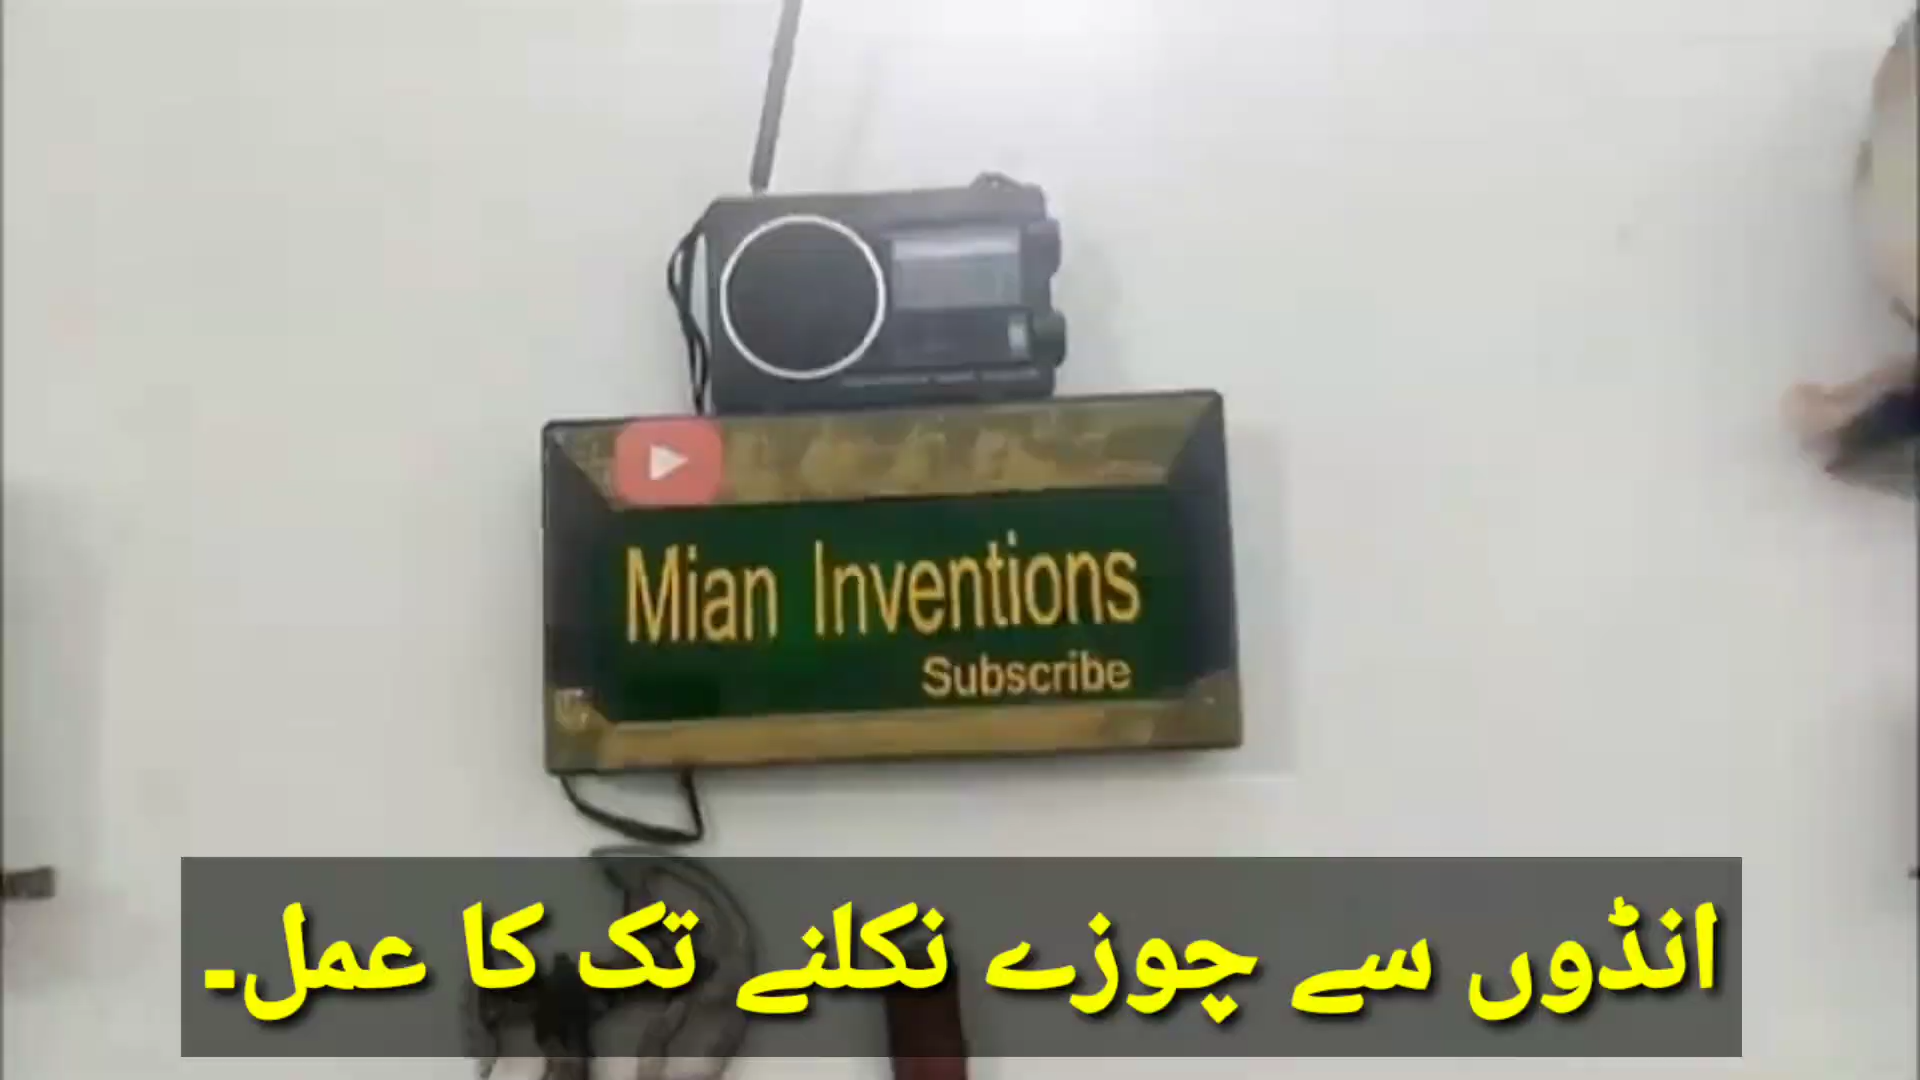 Mian Inventions
Subscribe
انڈوں سے چوزے نکلنے تک کا عمل۔